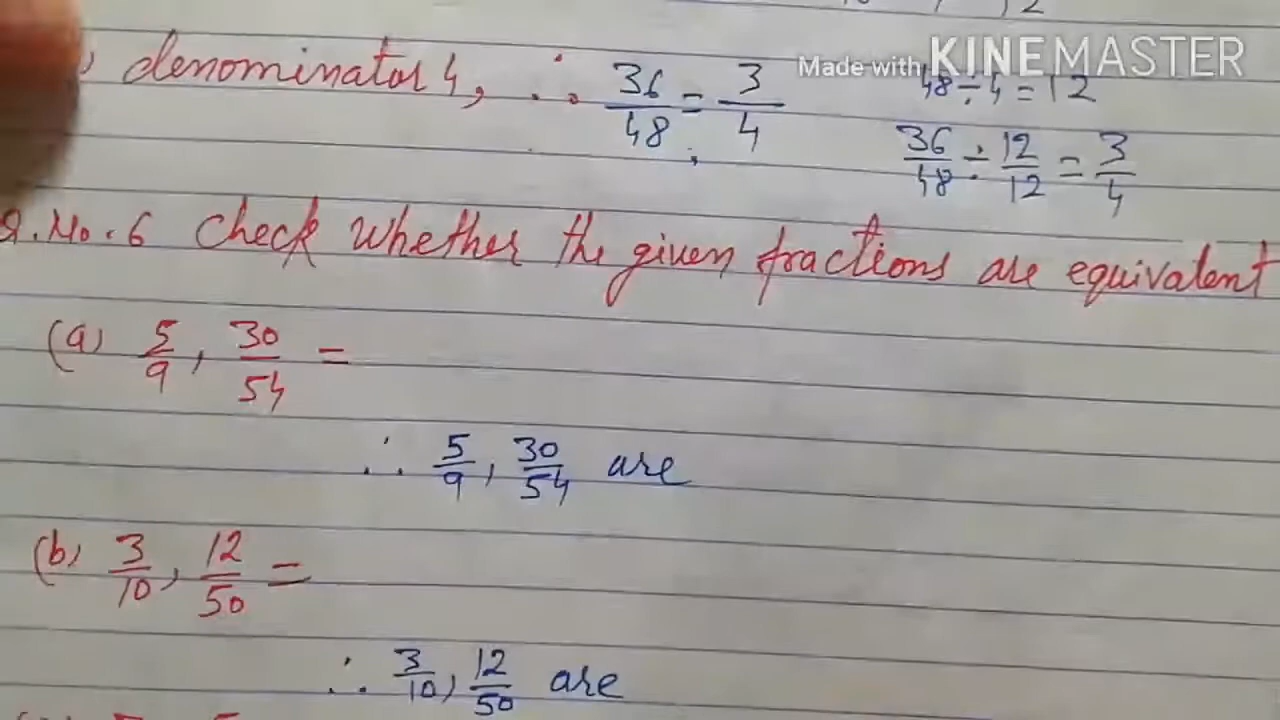 Made with KINEMASTER
denominator 4, ∴ 36/48 = 3/4
48 ÷ 4 = 12
36/48 ÷ 12/12 = 3/4
Q.No.6 Check whether the given fractions are equivalent
(a) 5/9, 30/54 =
∴ 5/9, 30/54 are
(b) 3/10, 12/50 =
∴ 3/10, 12/50 are